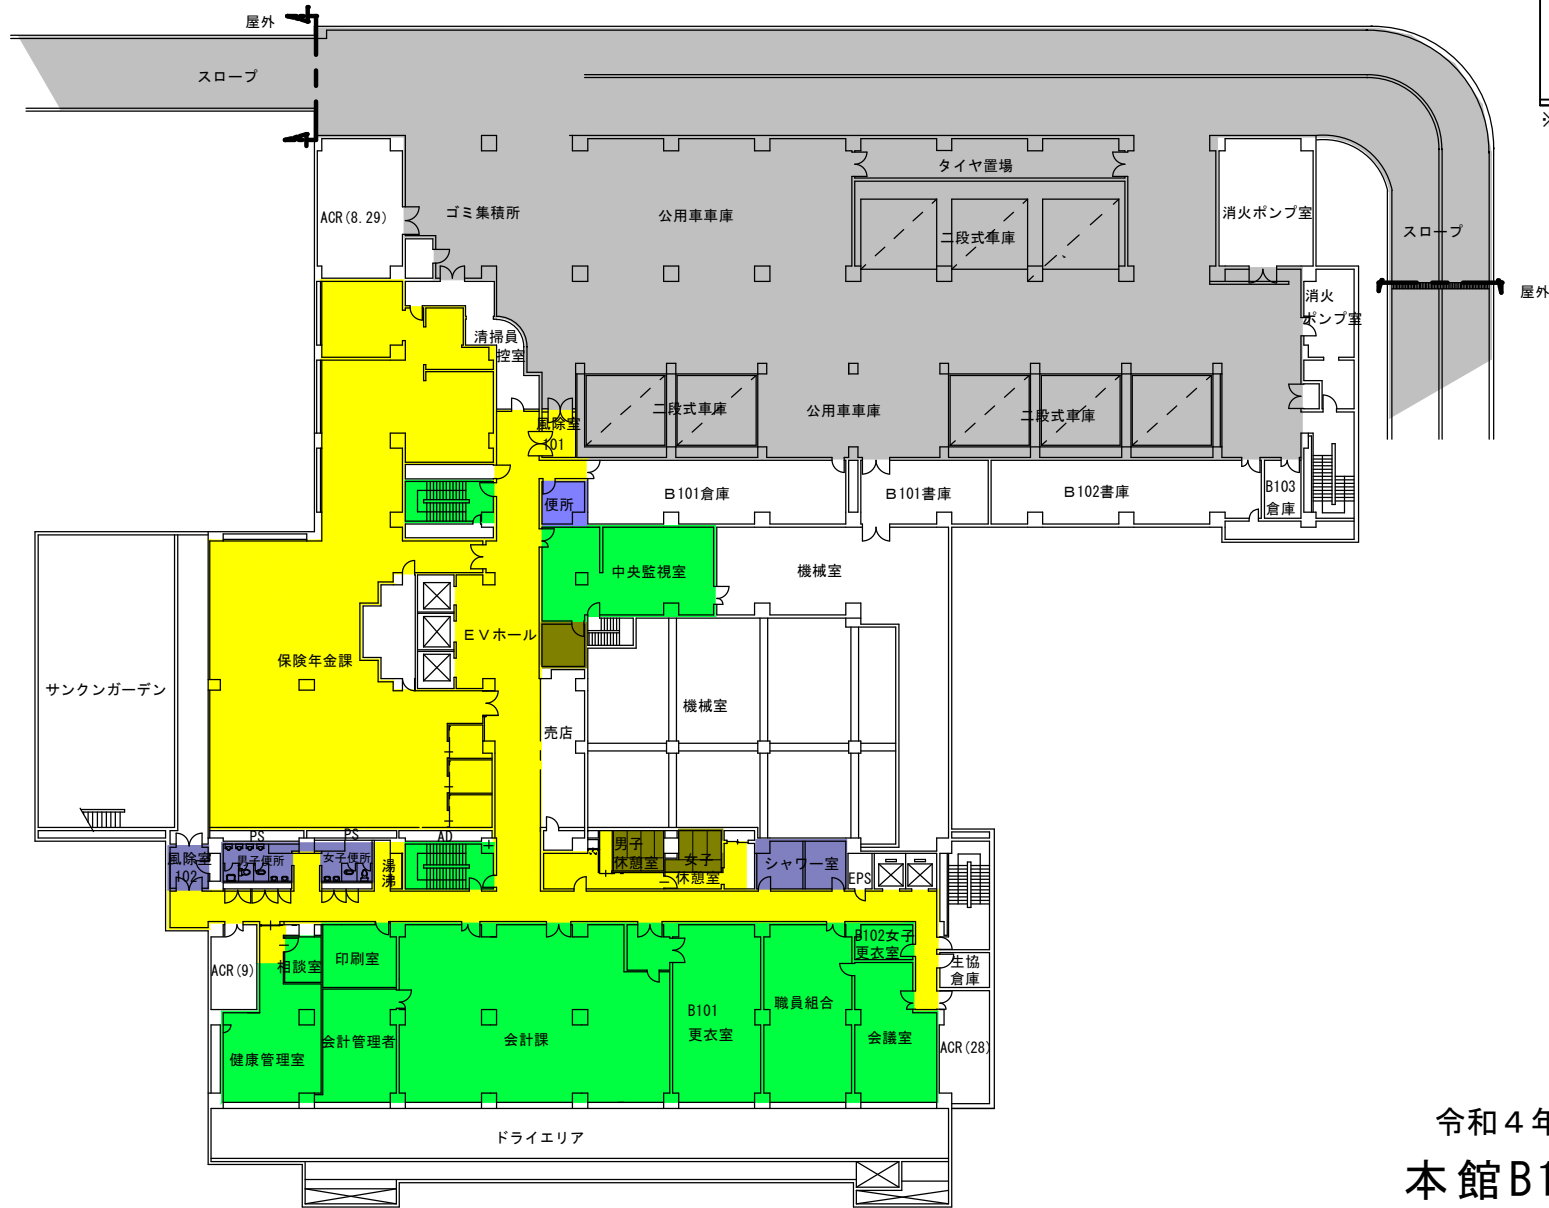 屋外
スロープ
※
タイヤ置場
ACR(8.29)
ゴミ集積所
公用車車庫
消火ポンプ室
二段式車庫
スロープ
屋外
消火
ポンプ室
清掃員
控室
二段式車庫
公用車車庫
二段式車庫
風除室
101
B101倉庫
B101書庫
B102書庫
B103
倉庫
便所
中央監視室
機械室
EVホール
保険年金課
サンクンガーデン
機械室
売店
PS
PS
AD
男子
休憩室
女子
休憩室
シャワー室
EPS
風除室
102
男子便所
女子便所
湯沸
B102女子
更衣室
相談室
印刷室
ACR(9)
生協
倉庫
職員組合
B101
更衣室
会計管理者
会計課
会議室
ACR(28)
健康管理室
ドライエリア
令和４年
本館B1